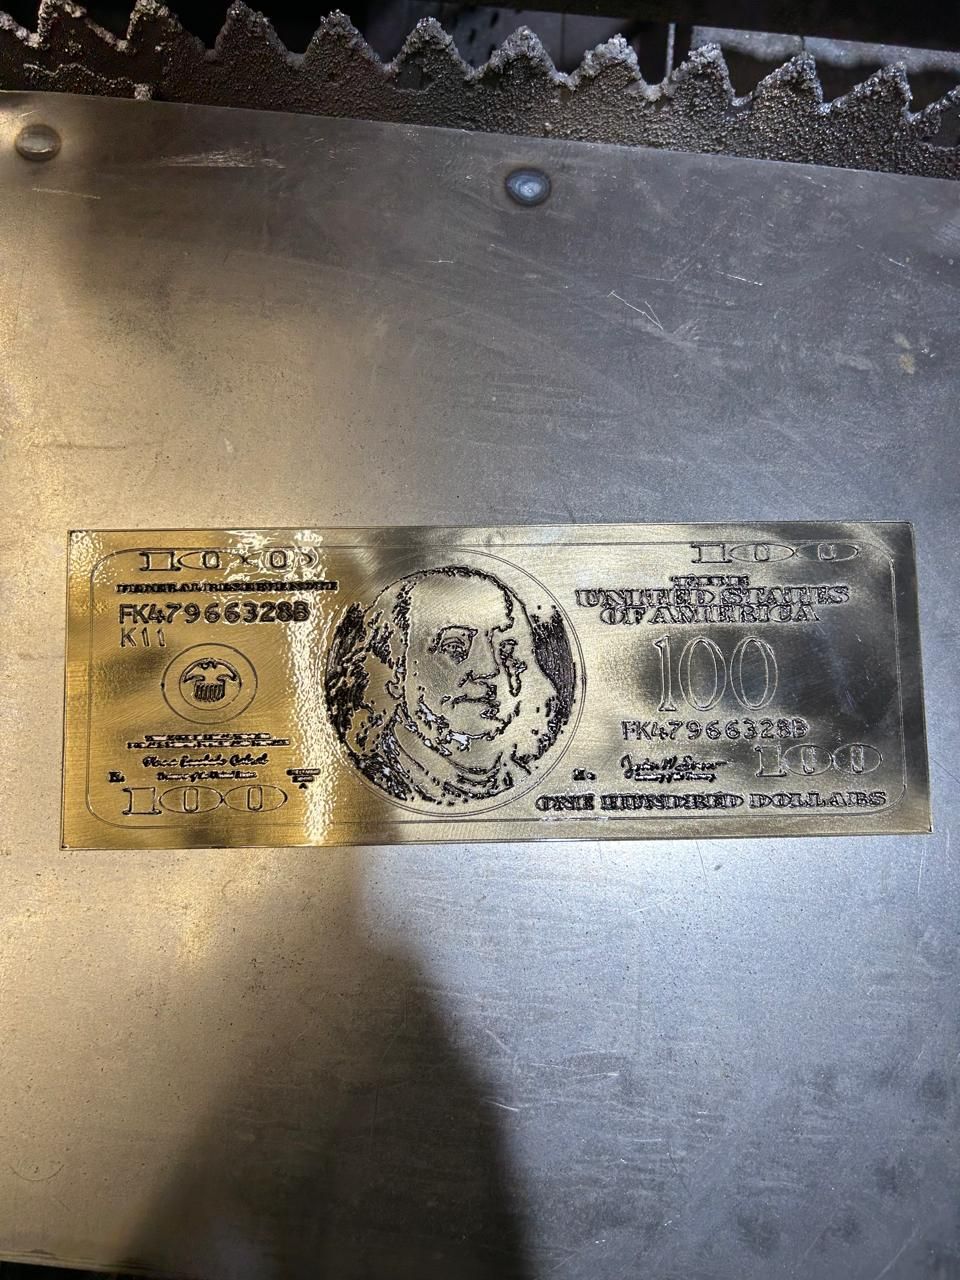 100
FEDERAL RESERVE NOTE
FK47966328B
K11
100
100
THE
UNITED STATES
OF AMERICA
100
FK47966328B
100
ONE HUNDRED DOLLARS